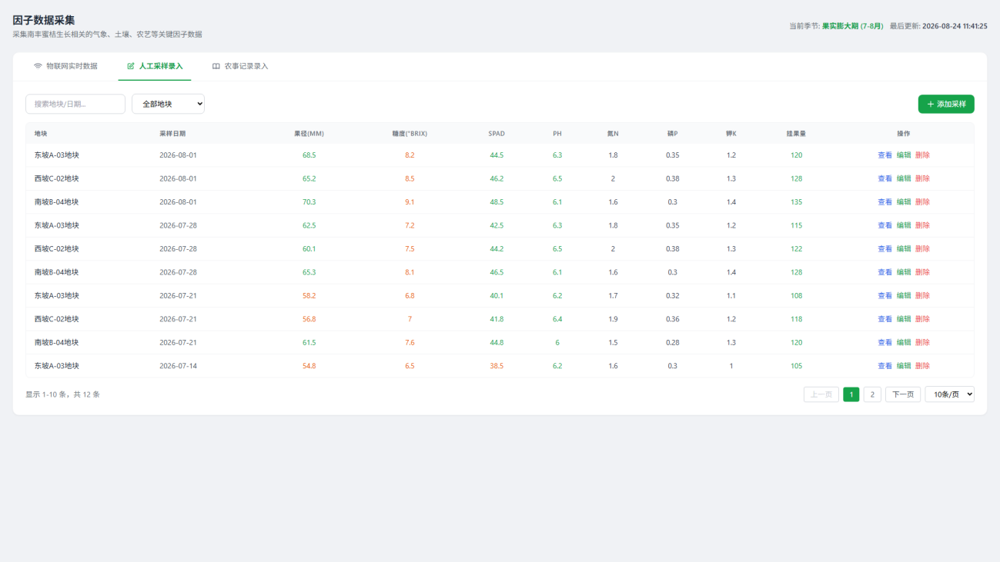 因子数据采集
采集南丰蜜桔生长相关的气象、土壤、农艺等关键因子数据
当前季节: 果实膨大期 (7-8月) 最后更新: 2026-08-24 11:41:25
物联网实时数据 人工采样录入 农事记录录入
搜索地块/日期... 全部地块 + 添加采样
地块 采样日期 果径(MM) 糖度(°BRIX) SPAD PH 氮N 磷P 钾K 挂果量 操作
东坡A-03地块 2026-08-01 68.5 8.2 44.5 6.3 1.8 0.35 1.2 120 查看 编辑 删除
西坡C-02地块 2026-08-01 65.2 8.5 46.2 6.5 2 0.38 1.3 128 查看 编辑 删除
南坡B-04地块 2026-08-01 70.3 9.1 48.5 6.1 1.6 0.3 1.4 135 查看 编辑 删除
东坡A-03地块 2026-07-28 62.5 7.2 42.5 6.3 1.8 0.35 1.2 115 查看 编辑 删除
西坡C-02地块 2026-07-28 60.1 7.5 44.2 6.5 2 0.38 1.3 122 查看 编辑 删除
南坡B-04地块 2026-07-28 65.3 8.1 46.5 6.1 1.6 0.3 1.4 128 查看 编辑 删除
东坡A-03地块 2026-07-21 58.2 6.8 40.1 6.2 1.7 0.32 1.1 108 查看 编辑 删除
西坡C-02地块 2026-07-21 56.8 7 41.8 6.4 1.9 0.36 1.2 118 查看 编辑 删除
南坡B-04地块 2026-07-21 61.5 7.6 44.8 6 1.5 0.28 1.3 120 查看 编辑 删除
东坡A-03地块 2026-07-14 54.8 6.5 38.5 6.2 1.6 0.3 1 105 查看 编辑 删除
显示 1-10 条，共 12 条 上一页 1 2 下一页 10条/页